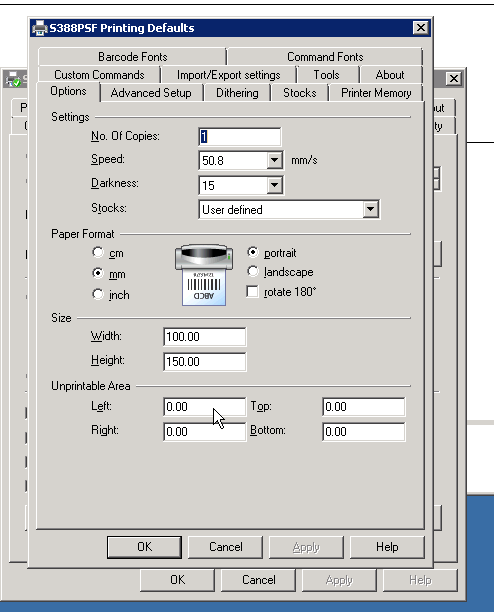 S388PSF Printing Defaults
Barcode Fonts Command Fonts
Custom Commands Import/Export settings Tools About
Options Advanced Setup Dithering Stocks Printer Memory
Settings
No. Of Copies: 1
Speed: 50.8 mm/s
Darkness: 15
Stocks: User defined
Paper Format
cm portrait
mm landscape
inch rotate 180°
12345678
ABCD
Size
Width: 100.00
Height: 150.00
Unprintable Area
Left: 0.00 Top: 0.00
Right: 0.00 Bottom: 0.00
OK Cancel Apply Help
OK Cancel Apply Help